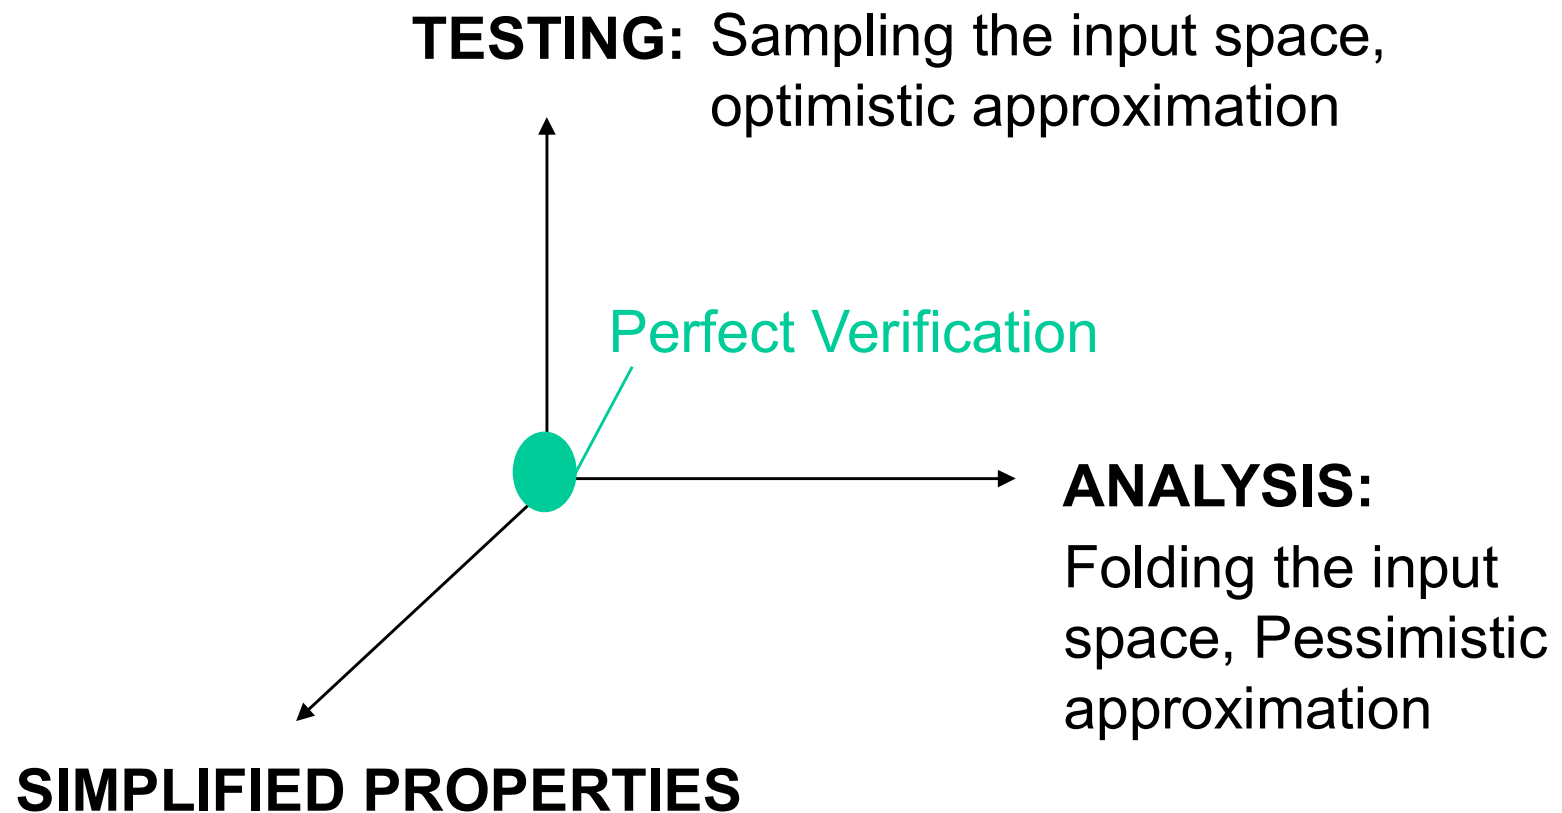 TESTING: Sampling the input space,
optimistic approximation
Perfect Verification
ANALYSIS:
Folding the input
space, Pessimistic
approximation
SIMPLIFIED PROPERTIES